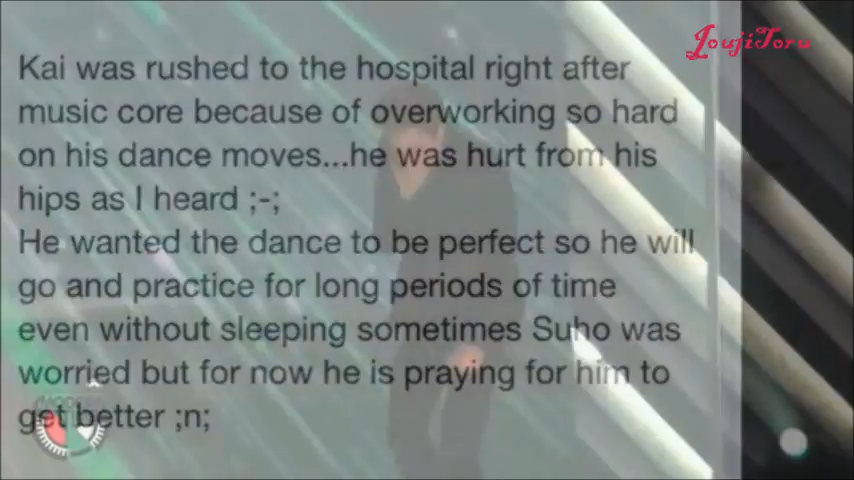 JoujiToru
Kai was rushed to the hospital right after
music core because of overworking so hard
on his dance moves...he was hurt from his
hips as I heard ;-;
He wanted the dance to be perfect so he will
go and practice for long periods of time
even without sleeping sometimes Suho was
worried but for now he is praying for him to
get better ;n;